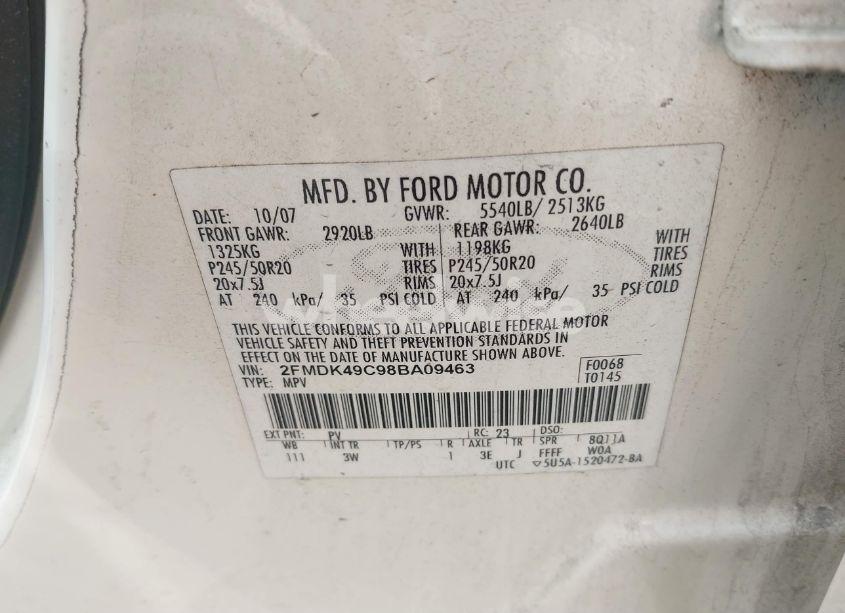 MFD. BY FORD MOTOR CO.
DATE: 10/07 GVWR: 5540LB/ 2513KG
FRONT GAWR: 2920LB REAR GAWR: 2640LB
1325KG WITH 1198KG WITH
P245/50R20 TIRES P245/50R20 TIRES
20x7.5J RIMS 20x7.5J RIMS
AT 240 kPa/ 35 PSI COLD AT 240 kPa/ 35 PSI COLD
THIS VEHICLE CONFORMS TO ALL APPLICABLE FEDERAL MOTOR
VEHICLE SAFETY AND THEFT PREVENTION STANDARDS IN
EFFECT ON THE DATE OF MANUFACTURE SHOWN ABOVE.
VIN: 2FMDK49C98BA09463 F0068
TYPE: MPV T0145
EXT PNT: PV RC: 23 DSO:
WB INT TR TP/PS R AXLE TR SPR 8Q11A
111 3W 1 3E J FFFF W0A
UTC 5U5A-1520472-BA